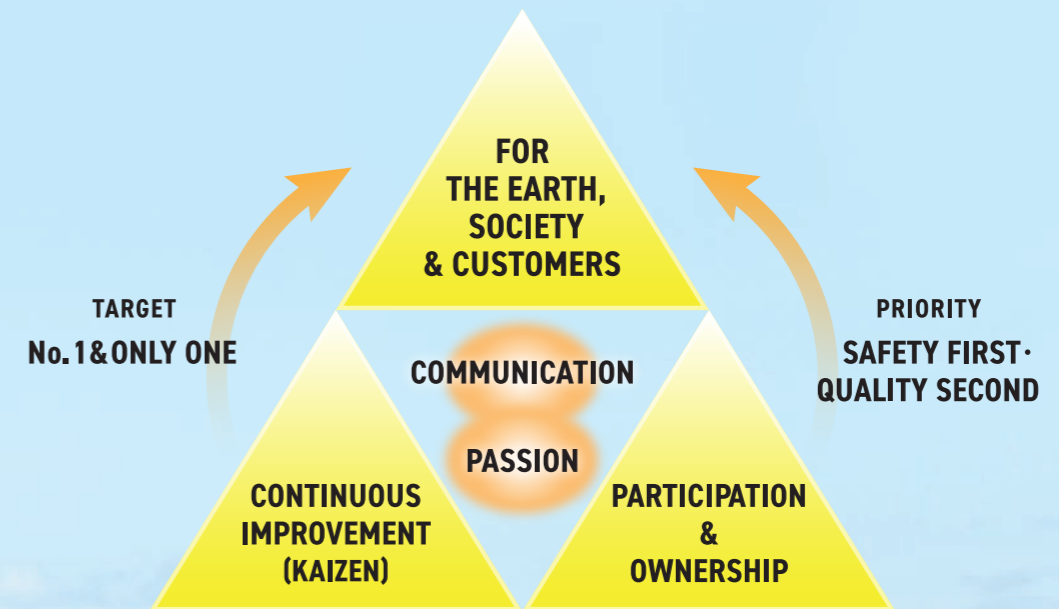 FOR
THE EARTH,
SOCIETY
& CUSTOMERS
TARGET
No.1 & ONLY ONE
PRIORITY
SAFETY FIRST·
QUALITY SECOND
COMMUNICATION
PASSION
CONTINUOUS
IMPROVEMENT
(KAIZEN)
PARTICIPATION
&
OWNERSHIP